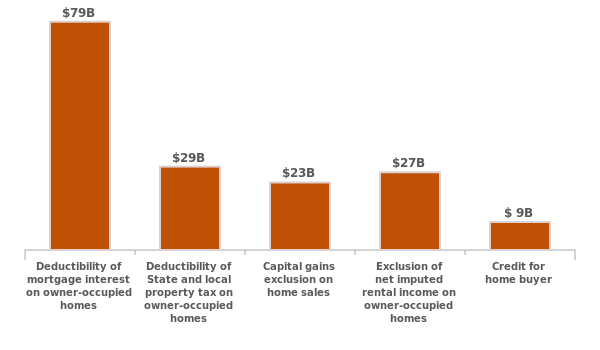 $79B
$29B
$23B
$27B
$ 9B
Deductibility of
mortgage interest
on owner-occupied
homes
Deductibility of
State and local
property tax on
owner-occupied
homes
Capital gains
exclusion on
home sales
Exclusion of
net imputed
rental income on
owner-occupied
homes
Credit for
home buyer